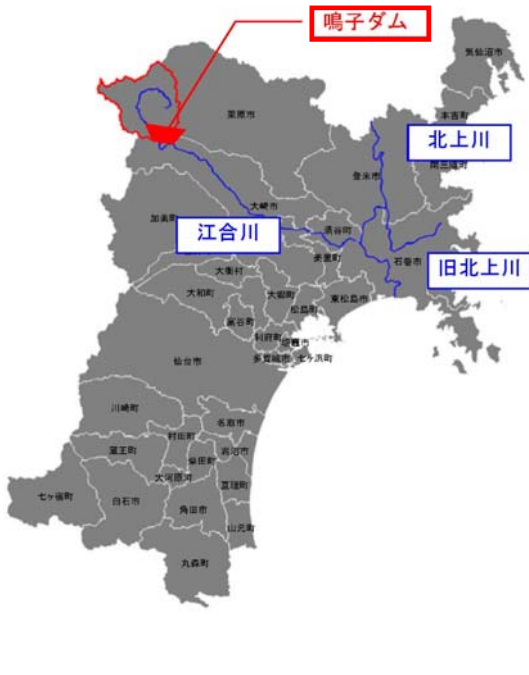 鳴子ダム
気仙沼市
栗原市
本吉町
北上川
南三陸町
登米市
大崎市
加美町
涌谷町
江合川
美里町
石巻市
旧北上川
大衡村
大和町
大郷町
東松島市
松島町
富谷町
利府町
塩竈市
多賀城市
七ヶ浜町
仙台市
川崎町
名取市
村田町
岩沼市
蔵王町
柴田町
大河原町
亘理町
七ヶ宿町
白石市
角田市
山元町
丸森町